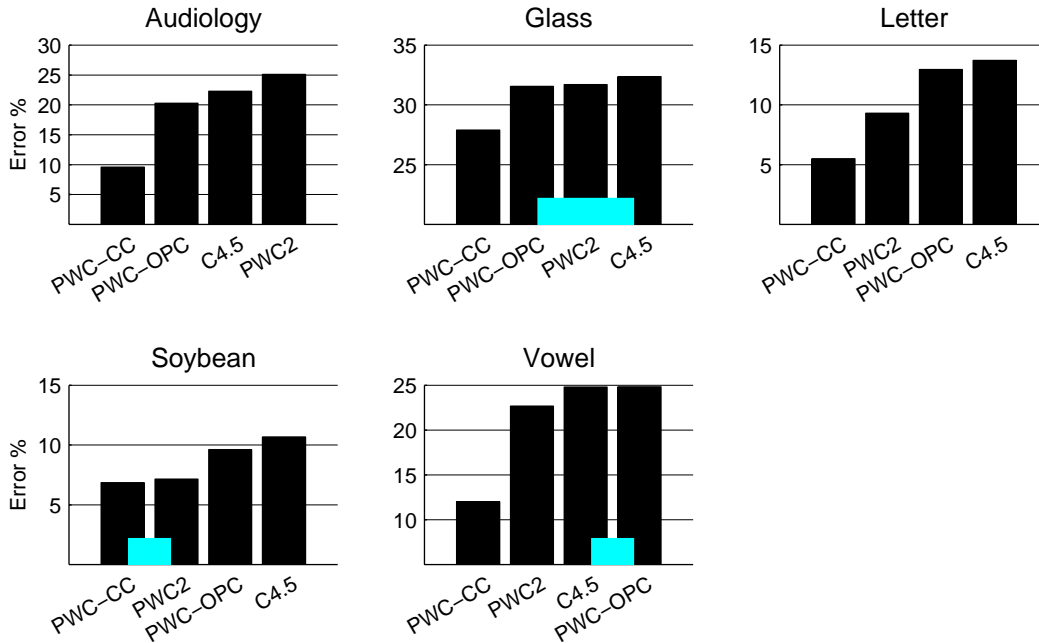 Audiology
30
25
20
15
10
5
Error %
PWC−CC
PWC−OPC
C4.5
PWC2
Glass
35
30
25
PWC−CC
PWC−OPC
PWC2
C4.5
Letter
15
10
5
PWC−CC
PWC2
PWC−OPC
C4.5
Soybean
15
10
5
Error %
PWC−CC
PWC2
PWC−OPC
C4.5
Vowel
25
20
15
10
PWC−CC
PWC2
C4.5
PWC−OPC